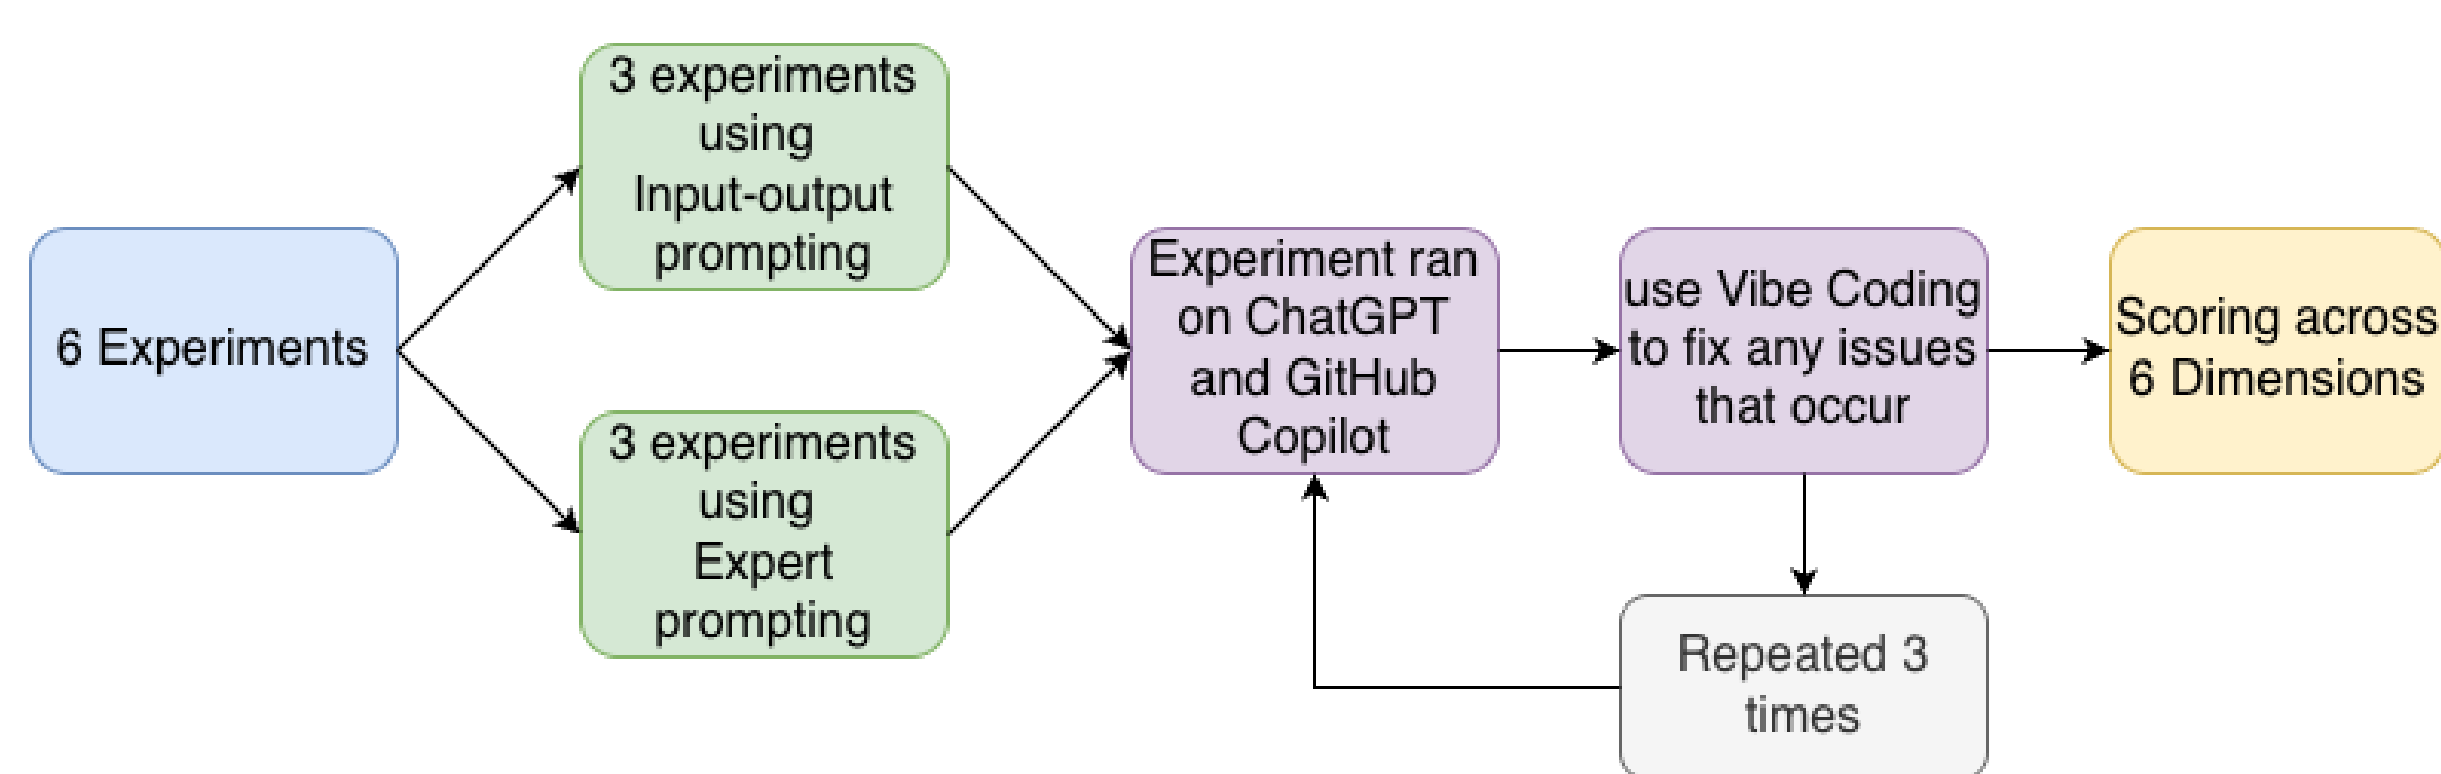 6 Experiments
3 experiments
using
Input-output
prompting
3 experiments
using
Expert
prompting
Experiment ran
on ChatGPT
and GitHub
Copilot
use Vibe Coding
to fix any issues
that occur
Scoring across
6 Dimensions
Repeated 3
times